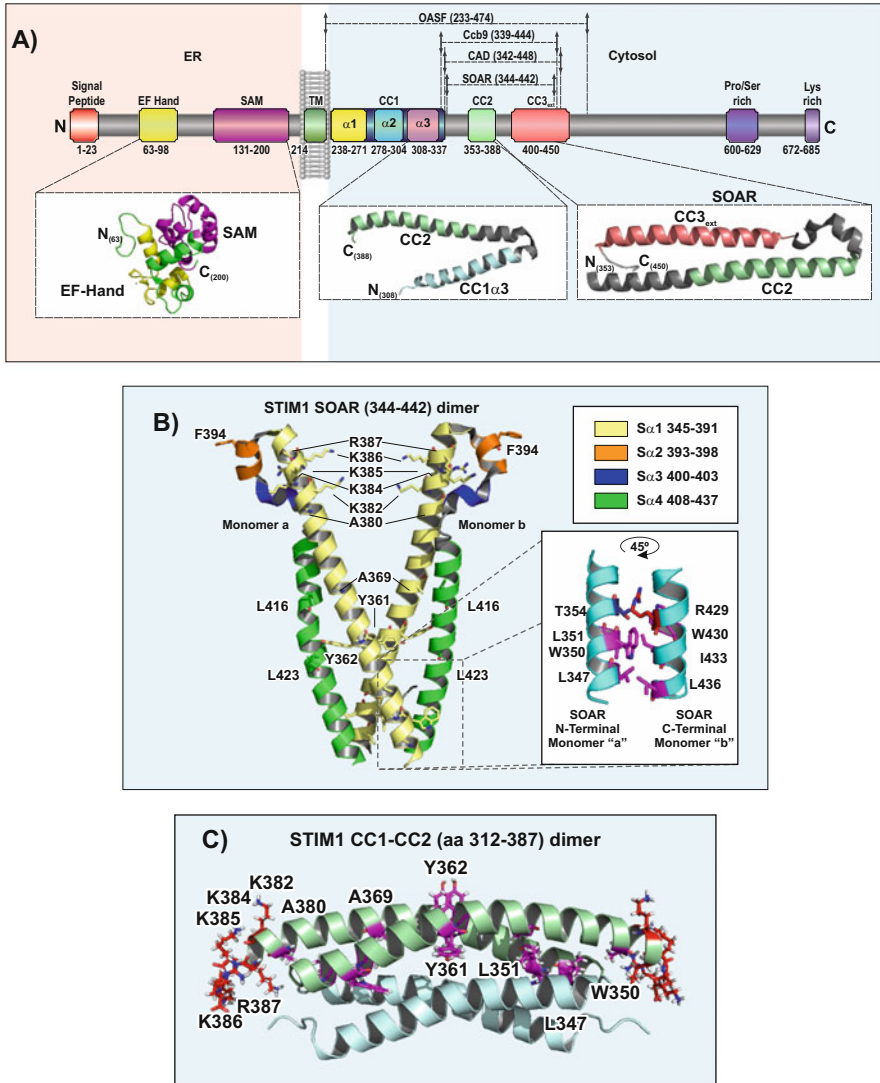 A)
OASF (233-474)
ER
Ccb9 (339-444)
Cytosol
CAD (342-448)
SOAR (344-442)
Signal Peptide
EF Hand
SAM
TM
CC1
CC2
CC3ext
Pro/Ser rich
Lys rich
N
α1
α2
α3
C
1-23
63-98
131-200
214
238-271
278-304
308-337
353-388
400-450
600-629
672-685
SOAR
N(63)
SAM
C(200)
EF-Hand
C(388)
CC2
N(308)
CC1α3
CC3ext
N(353)
C(450)
CC2
B)
STIM1 SOAR (344-442) dimer
F394
R387
K386
K385
K384
K382
A380
F394
Monomer a
Monomer b
A369
Y361
L416
L416
Y362
L423
L423
Sα1 345-391
Sα2 393-398
Sα3 400-403
Sα4 408-437
45º
T354
R429
L351
W430
W350
I433
L347
L436
SOAR
N-Terminal
Monomer “a”
SOAR
C-Terminal
Monomer “b”
C)
STIM1 CC1-CC2 (aa 312-387) dimer
Y362
K382
K384
A380
A369
K385
Y361
L351
W350
R387
K386
L347